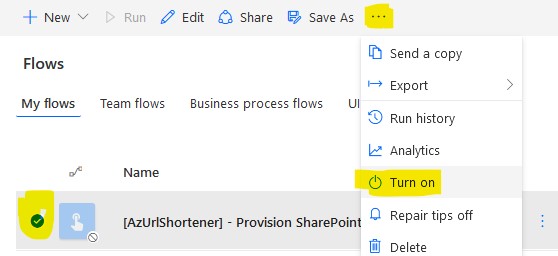 + New Run Edit Share Save As ...
Send a copy
Flows
Export
My flows Team flows Business process flows UI
Run history
Analytics
Name
Turn on
[AzUrlShortener] - Provision SharePoint
Repair tips off
Delete